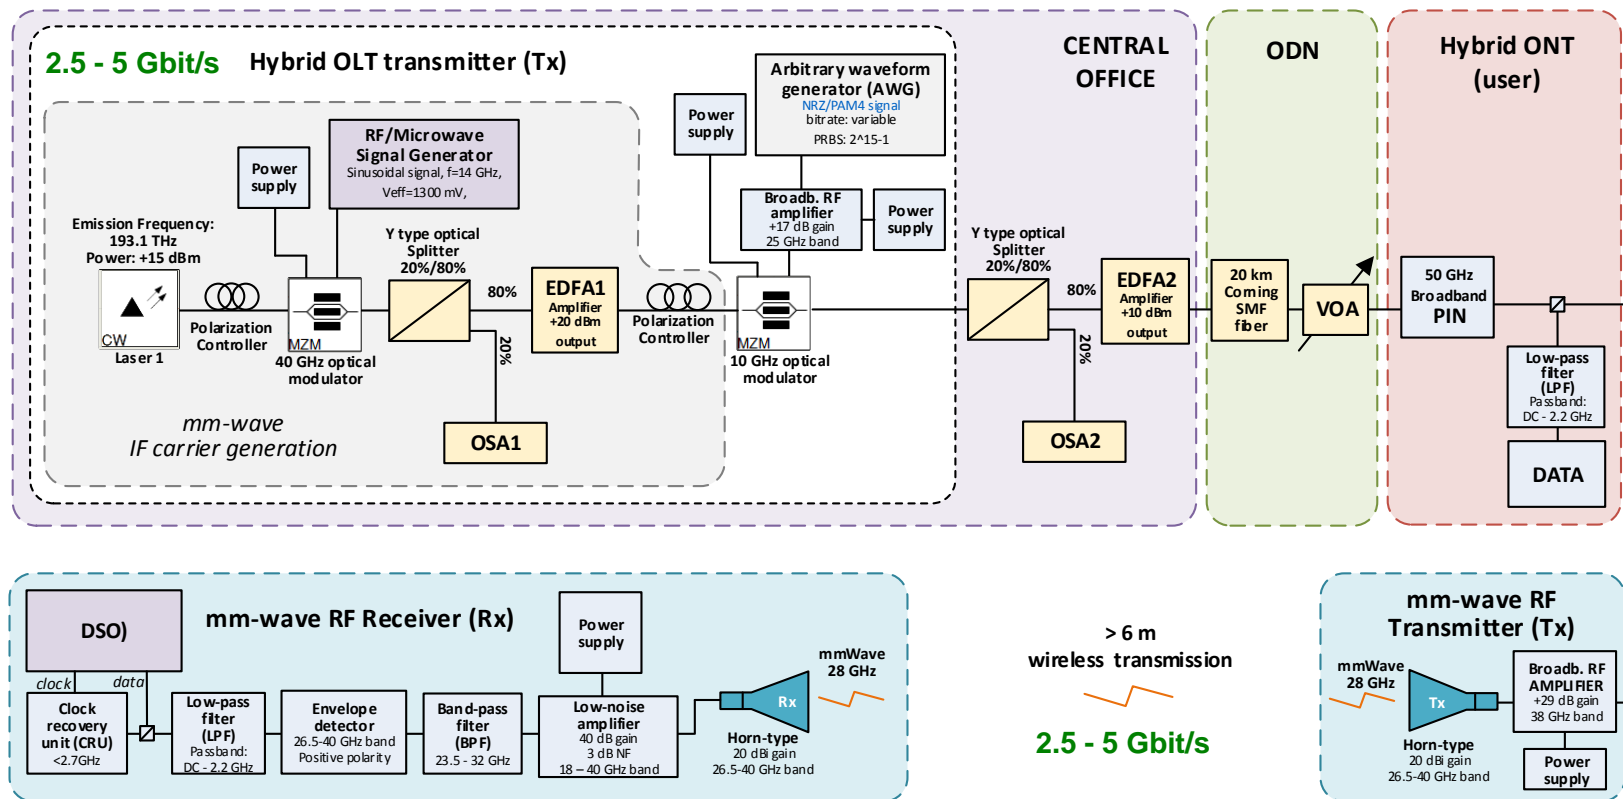 2.5 - 5 Gbit/s
Hybrid OLT transmitter (Tx)
CENTRAL
OFFICE
ODN
Hybrid ONT
(user)
Arbitrary waveform
generator (AWG)
NRZ/PAM4 signal
bitrate: variable
PRBS: 2^15-1
Power
supply
RF/Microwave
Signal Generator
Sinusoidal signal, f=14 GHz,
Veff=1300 mV,
Power
supply
Broadb. RF
amplifier
+17 dB gain
25 GHz band
Power
supply
Emission Frequency:
193.1 THz
Power: +15 dBm
CW
Laser 1
Polarization
Controller
MZM
40 GHz optical
modulator
Y type optical
Splitter
20%/80%
80%
20%
EDFA1
Amplifier
+20 dBm
output
Polarization
Controller
MZM
10 GHz optical
modulator
Y type optical
Splitter
20%/80%
80%
20%
EDFA2
Amplifier
+10 dBm
output
20 km
Corning
SMF
fiber
VOA
50 GHz
Broadband
PIN
Low-pass
filter
(LPF)
Passband:
DC - 2.2 GHz
DATA
mm-wave
IF carrier generation
OSA1
OSA2
mm-wave RF Receiver (Rx)
DSO)
clock
data
Clock
recovery
unit (CRU)
<2.7GHz
Low-pass
filter (LPF)
Passband:
DC - 2.2 GHz
Envelope
detector
26.5-40 GHz band
Positive polarity
Band-pass
filter (BPF)
23.5 - 32 GHz
Power
supply
Low-noise
amplifier
40 dB gain
3 dB NF
18 – 40 GHz band
Rx
Horn-type
20 dBi gain
26.5-40 GHz band
mmWave
28 GHz
> 6 m
wireless transmission
2.5 - 5 Gbit/s
mm-wave RF
Transmitter (Tx)
mmWave
28 GHz
Tx
Horn-type
20 dBi gain
26.5-40 GHz band
Broadb. RF
AMPLIFIER
+29 dB gain
38 GHz band
Power
supply